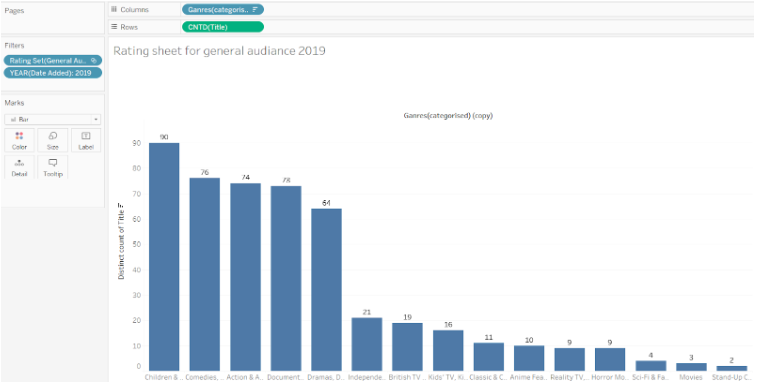 Pages
Columns
Ganres(categoris..
Rows
CNTD(Title)
Filters
Rating Set(General Au..
YEAR(Date Added): 2019
Marks
Bar
Color
Size
Label
Detail
Tooltip
Rating sheet for general audiance 2019
Ganres(categorised) (copy)
Distinct count of Title
90
80
70
60
50
40
30
20
10
0
90
76
74
73
64
21
19
16
11
10
9
9
4
3
2
Children & ..
Comedies, ..
Action & A..
Document..
Dramas, D..
Independe..
British TV ..
Kids' TV, Ki..
Classic & C..
Anime Fea..
Reality TV, ..
Horror Mo..
Sci-Fi & Fa..
Movies
Stand-Up C..